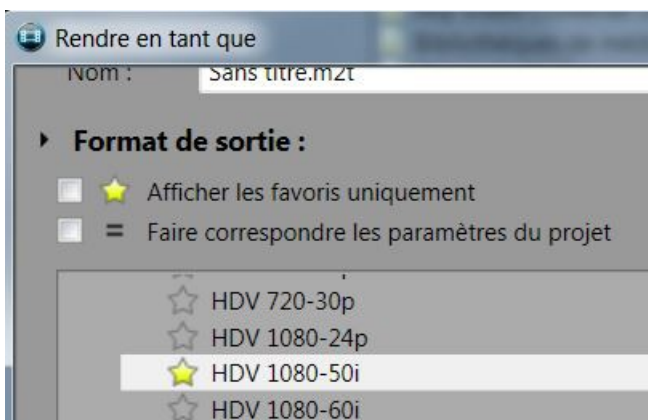 Rendre en tant que
Nom : Sans titre.m2t
Format de sortie :
Afficher les favoris uniquement
= Faire correspondre les paramètres du projet
HDV 720-30p
HDV 1080-24p
HDV 1080-50i
HDV 1080-60i